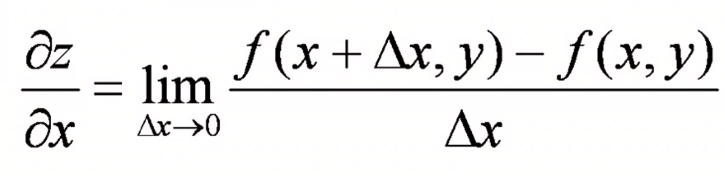 ∂z/∂x = lim_{Δx→0} (f(x + Δx, y) − f(x, y))/Δx